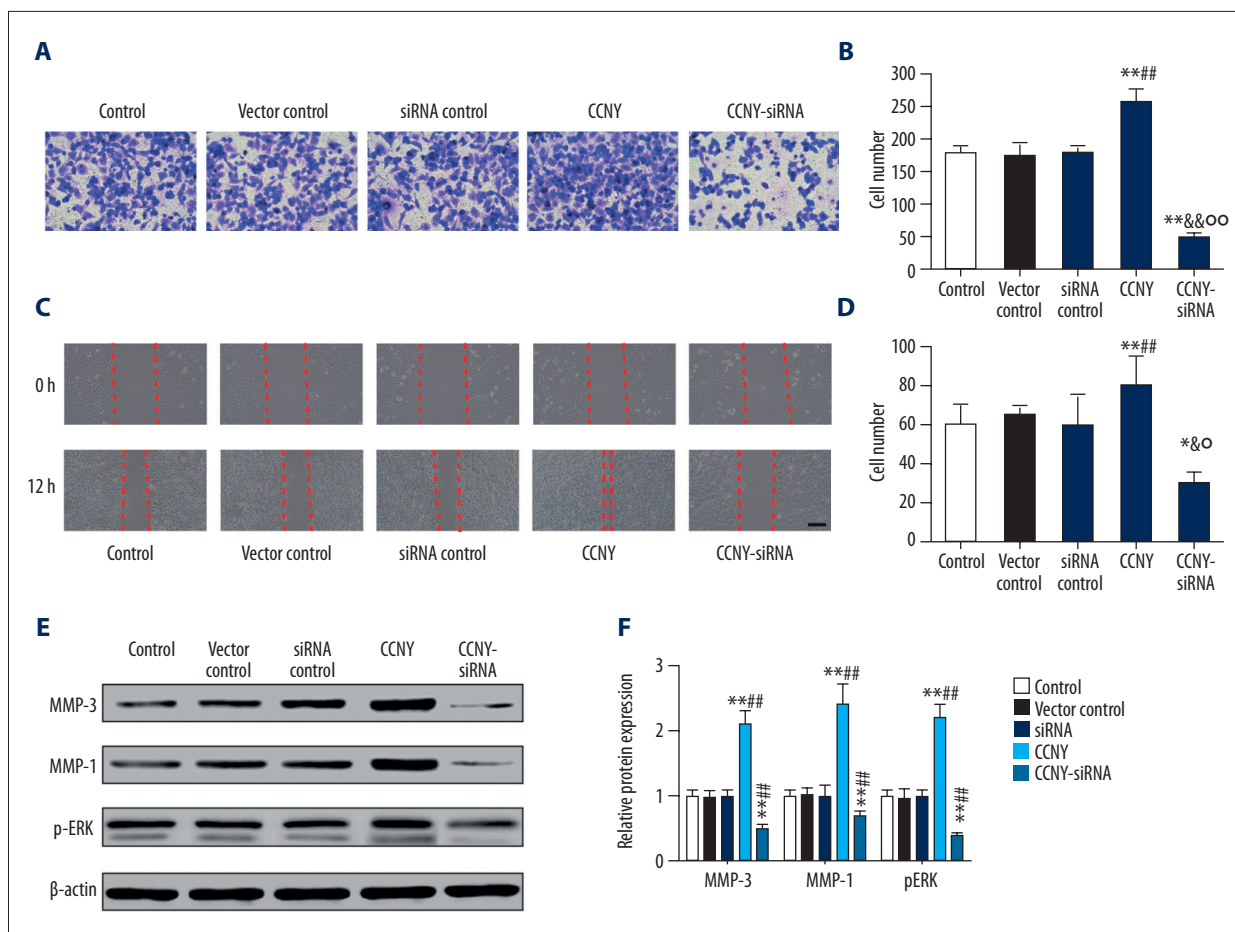 A
Control
Vector control
siRNA control
CCNY
CCNY-siRNA
B
Cell number
300
250
200
150
100
50
0
**##
**&&oo
Control
Vector
control
siRNA
control
CCNY
CCNY-
siRNA
C
0 h
12 h
Control
Vector control
siRNA control
CCNY
CCNY-siRNA
D
Cell number
100
80
60
40
20
0
**##
*&o
Control
Vector
control
siRNA
control
CCNY
CCNY-
siRNA
E
Control
Vector
control
siRNA
control
CCNY
CCNY-
siRNA
MMP-3
MMP-1
p-ERK
β-actin
F
Relative protein expression
3
2
1
0
**##
**##
**##
**##
**##
**##
MMP-3
MMP-1
pERK
Control
Vector control
siRNA
CCNY
CCNY-siRNA